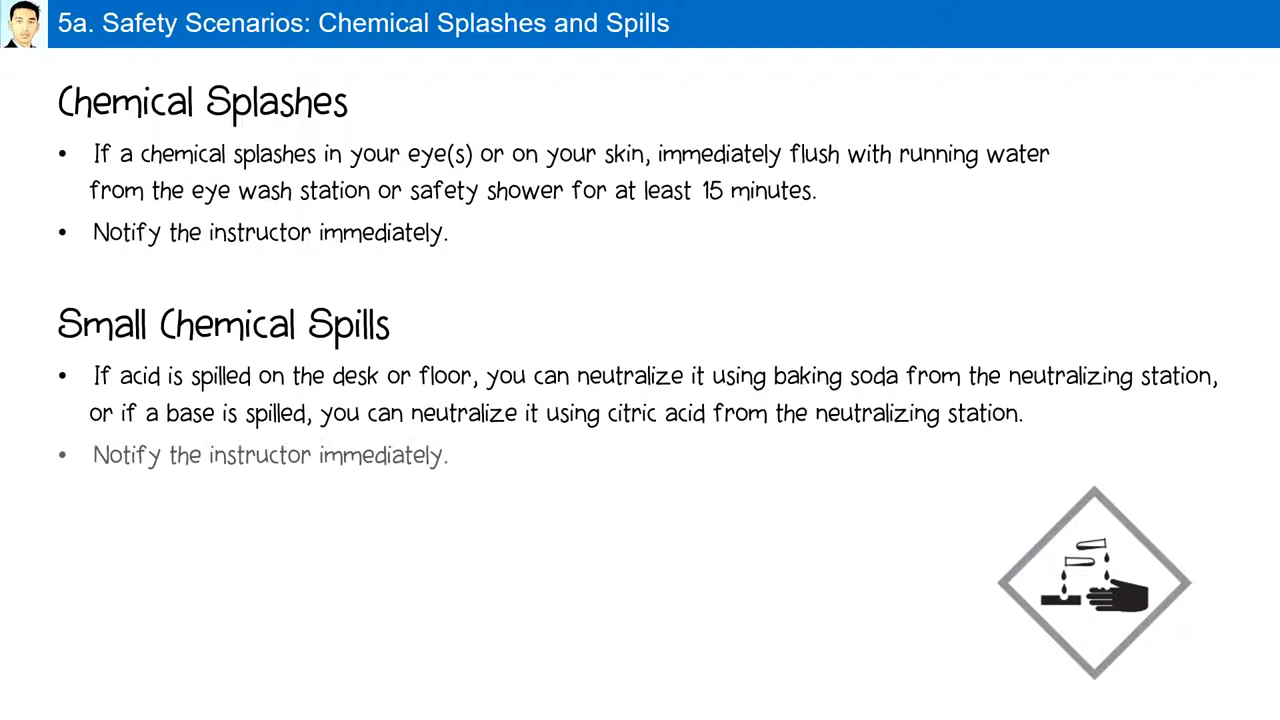 5a. Safety Scenarios: Chemical Splashes and Spills
Chemical Splashes
• If a chemical splashes in your eye(s) or on your skin, immediately flush with running water
from the eye wash station or safety shower for at least 15 minutes.
• Notify the instructor immediately.
Small Chemical Spills
• If acid is spilled on the desk or floor, you can neutralize it using baking soda from the neutralizing station,
or if a base is spilled, you can neutralize it using citric acid from the neutralizing station.
• Notify the instructor immediately.